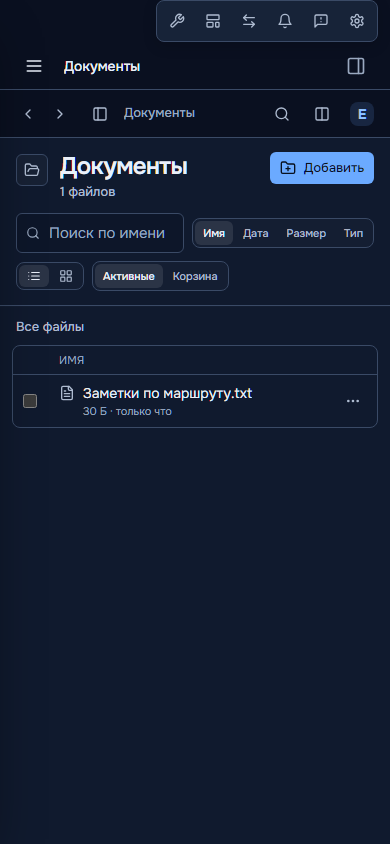 Документы
Документы
E
Документы
1 файлов
Добавить
Поиск по имени
Имя Дата Размер Тип
Активные Корзина
Все файлы
ИМЯ
Заметки по маршруту.txt
30 Б · только что